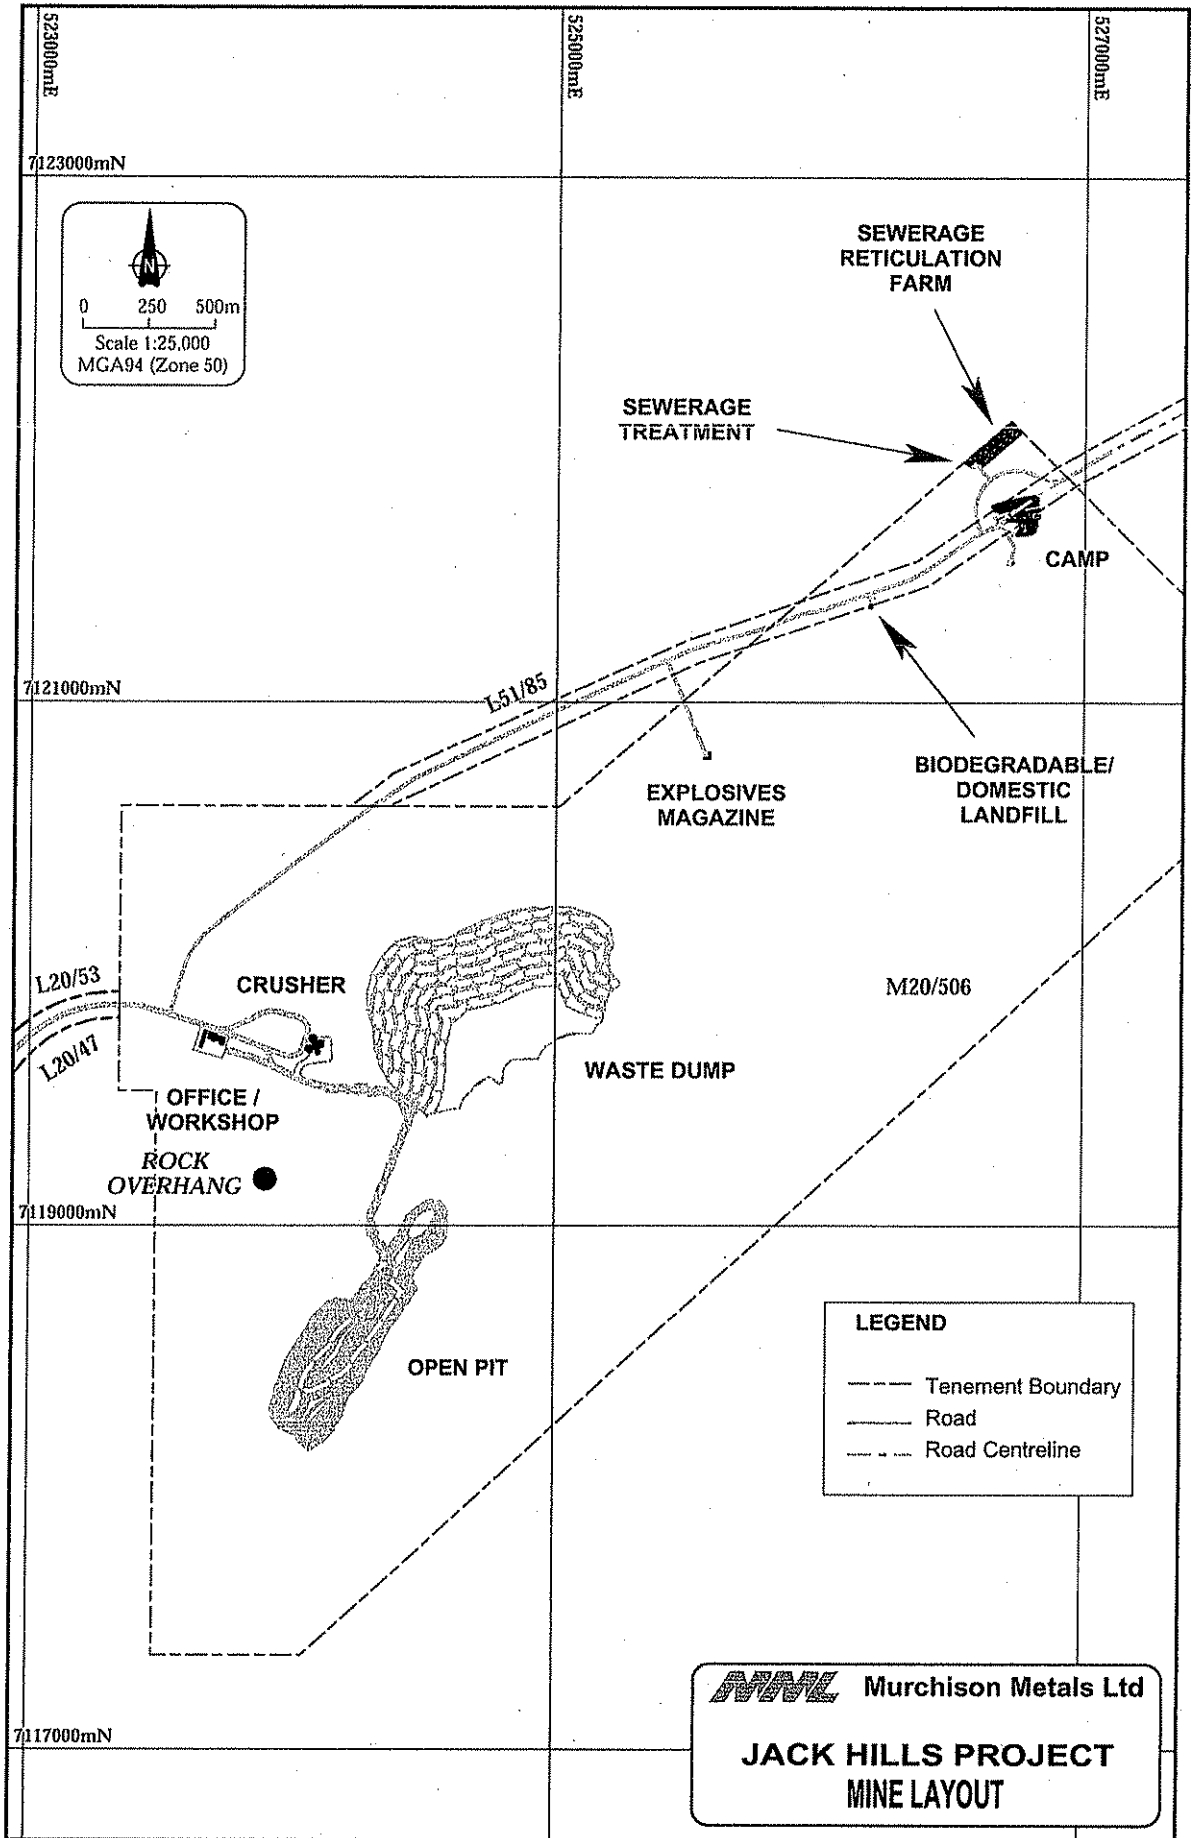 523000mE
525000mE
527000mE
7123000mN
N
0 250 500m
Scale 1:25,000
MGA94 (Zone 50)
SEWERAGE
RETICULATION
FARM
SEWERAGE
TREATMENT
CAMP
L51/85
7121000mN
EXPLOSIVES
MAGAZINE
BIODEGRADABLE/
DOMESTIC
LANDFILL
L20/53
CRUSHER
M20/506
L20/47
WASTE DUMP
OFFICE /
WORKSHOP
ROCK
OVERHANG
7119000mN
OPEN PIT
LEGEND
Tenement Boundary
Road
Road Centreline
MML Murchison Metals Ltd
7117000mN
JACK HILLS PROJECT
MINE LAYOUT